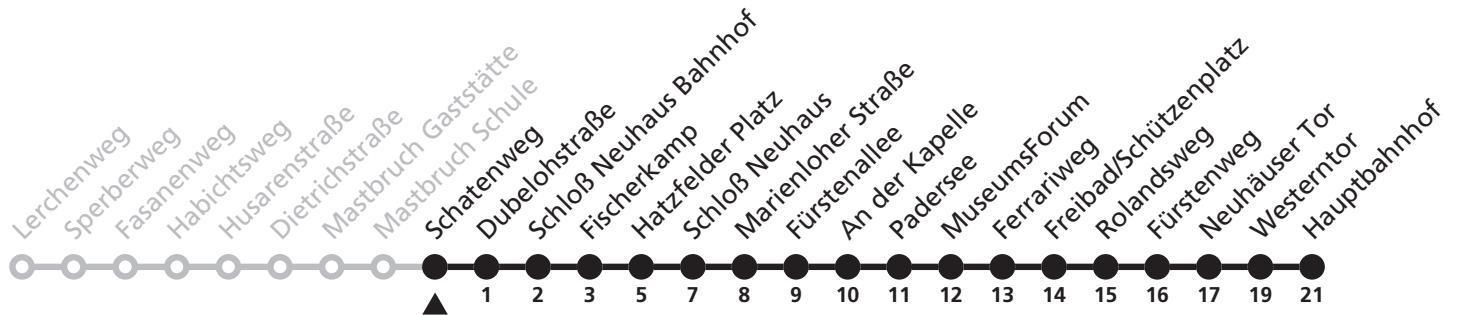 Lerchenweg
Sperberweg
Fasanenweg
Habichtsweg
Husarenstraße
Dietrichstraße
Mastbruch Gaststätte
Mastbruch Schule
Schatenweg
Dubelohstraße
Schloß Neuhaus Bahnhof
Fischerkamp
Hatzfelder Platz
Schloß Neuhaus
Marienloher Straße
Fürstenallee
An der Kapelle
Padersee
MuseumsForum
Ferrariweg
Freibad/Schützenplatz
Rolandsweg
Fürstenweg
Neuhäuser Tor
Westerntor
Hauptbahnhof
1 2 3 5 7 8 9 10 11 12 13 14 15 16 17 19 21